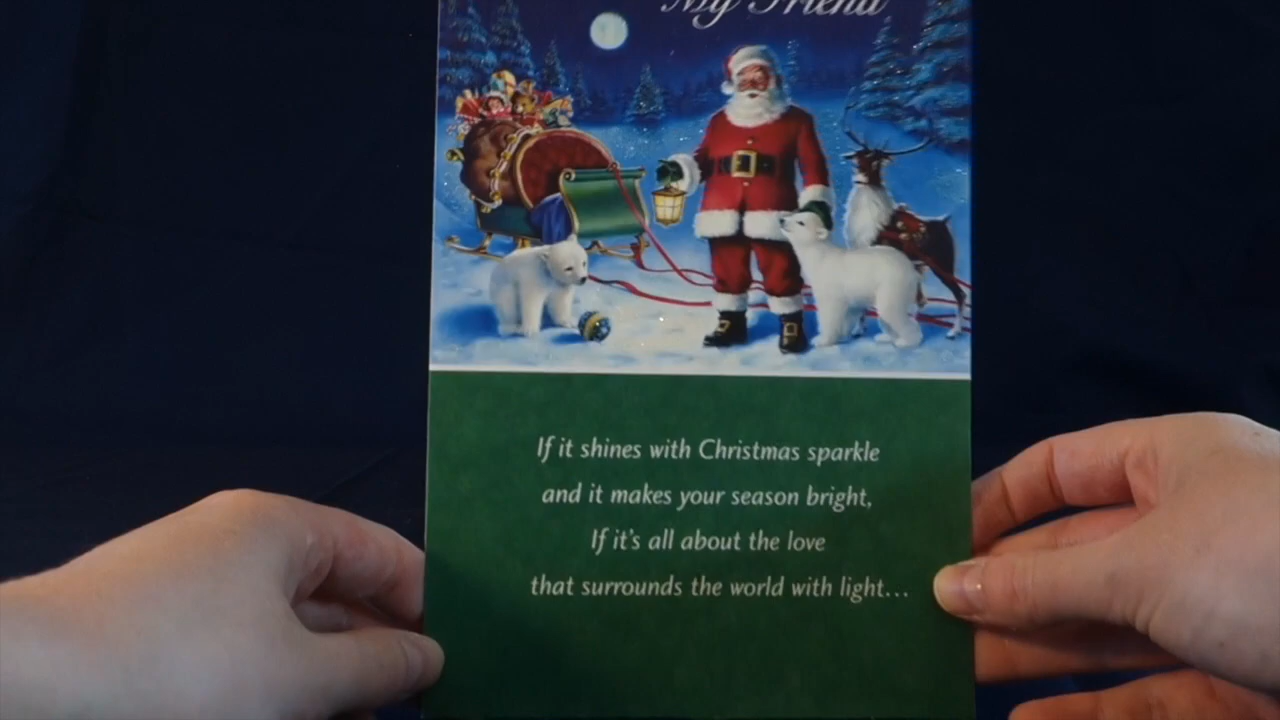 My Friend
If it shines with Christmas sparkle
and it makes your season bright,
If it's all about the love
that surrounds the world with light...